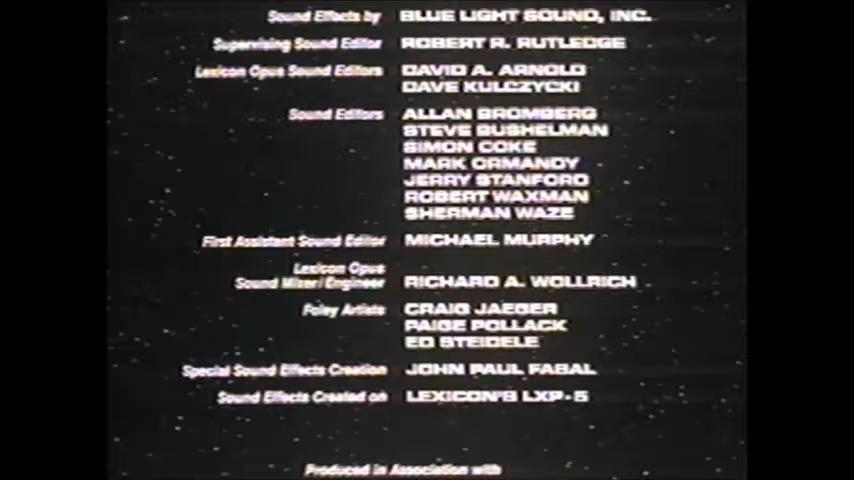 Sound Effects by BLUE LIGHT SOUND, INC.
Supervising Sound Editor ROBERT R. RUTLEDGE
Lexicon Opus Sound Editors DAVID A. ARNOLD
DAVE KULCZYCKI
Sound Editors ALLAN BROMBERG
STEVE BUSHELMAN
SIMON COKE
MARK ORMANDY
JERRY STANFORD
ROBERT WAXMAN
SHERMAN WAZE
First Assistant Sound Editor MICHAEL MURPHY
Lexicon Opus
Sound Mixer/Engineer RICHARD A. WOLLRICH
Foley Artists CRAIG JAEGER
PAIGE POLLACK
ED STEIDELE
Special Sound Effects Creation JOHN PAUL FABAL
Sound Effects Created on LEXICON'S LXP-5
Produced in Association with